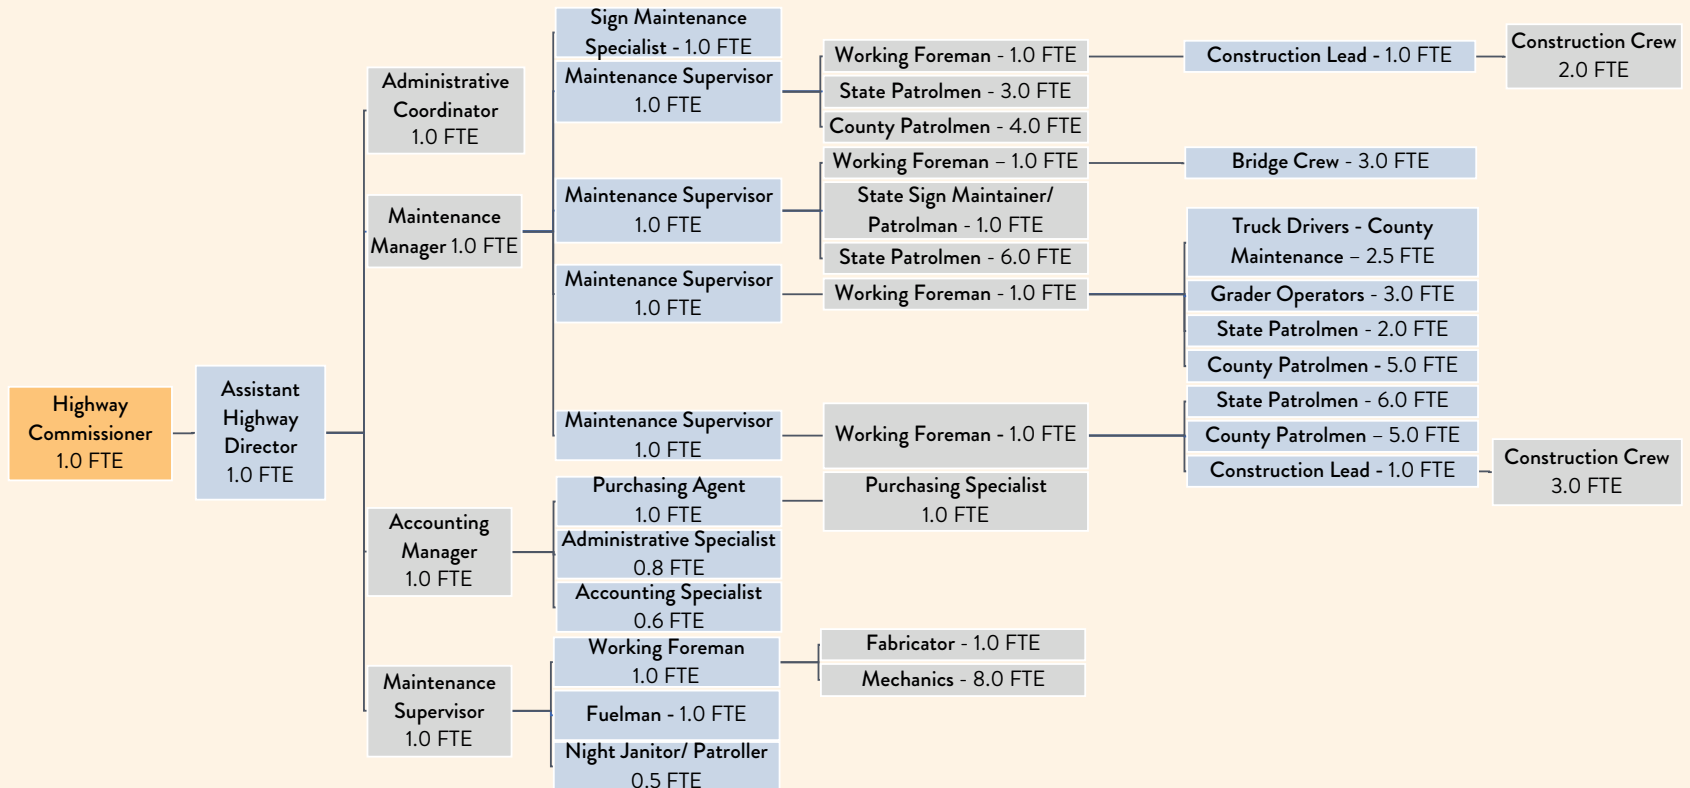 Highway
Commissioner
1.0 FTE
Assistant
Highway
Director
1.0 FTE
Administrative
Coordinator
1.0 FTE
Maintenance
Manager 1.0 FTE
Sign Maintenance
Specialist - 1.0 FTE
Maintenance Supervisor
1.0 FTE
Working Foreman - 1.0 FTE
Construction Lead - 1.0 FTE
Construction Crew
2.0 FTE
State Patrolmen - 3.0 FTE
County Patrolmen - 4.0 FTE
Maintenance Supervisor
1.0 FTE
Working Foreman – 1.0 FTE
Bridge Crew - 3.0 FTE
State Sign Maintainer/
Patrolman - 1.0 FTE
State Patrolmen - 6.0 FTE
Maintenance Supervisor
1.0 FTE
Working Foreman - 1.0 FTE
Truck Drivers - County
Maintenance – 2.5 FTE
Grader Operators - 3.0 FTE
State Patrolmen - 2.0 FTE
County Patrolmen - 5.0 FTE
Maintenance Supervisor
1.0 FTE
Working Foreman - 1.0 FTE
State Patrolmen - 6.0 FTE
County Patrolmen – 5.0 FTE
Construction Lead - 1.0 FTE
Construction Crew
3.0 FTE
Accounting
Manager
1.0 FTE
Purchasing Agent
1.0 FTE
Purchasing Specialist
1.0 FTE
Administrative Specialist
0.8 FTE
Accounting Specialist
0.6 FTE
Maintenance
Supervisor
1.0 FTE
Working Foreman
1.0 FTE
Fabricator - 1.0 FTE
Mechanics - 8.0 FTE
Fuelman - 1.0 FTE
Night Janitor/ Patroller
0.5 FTE